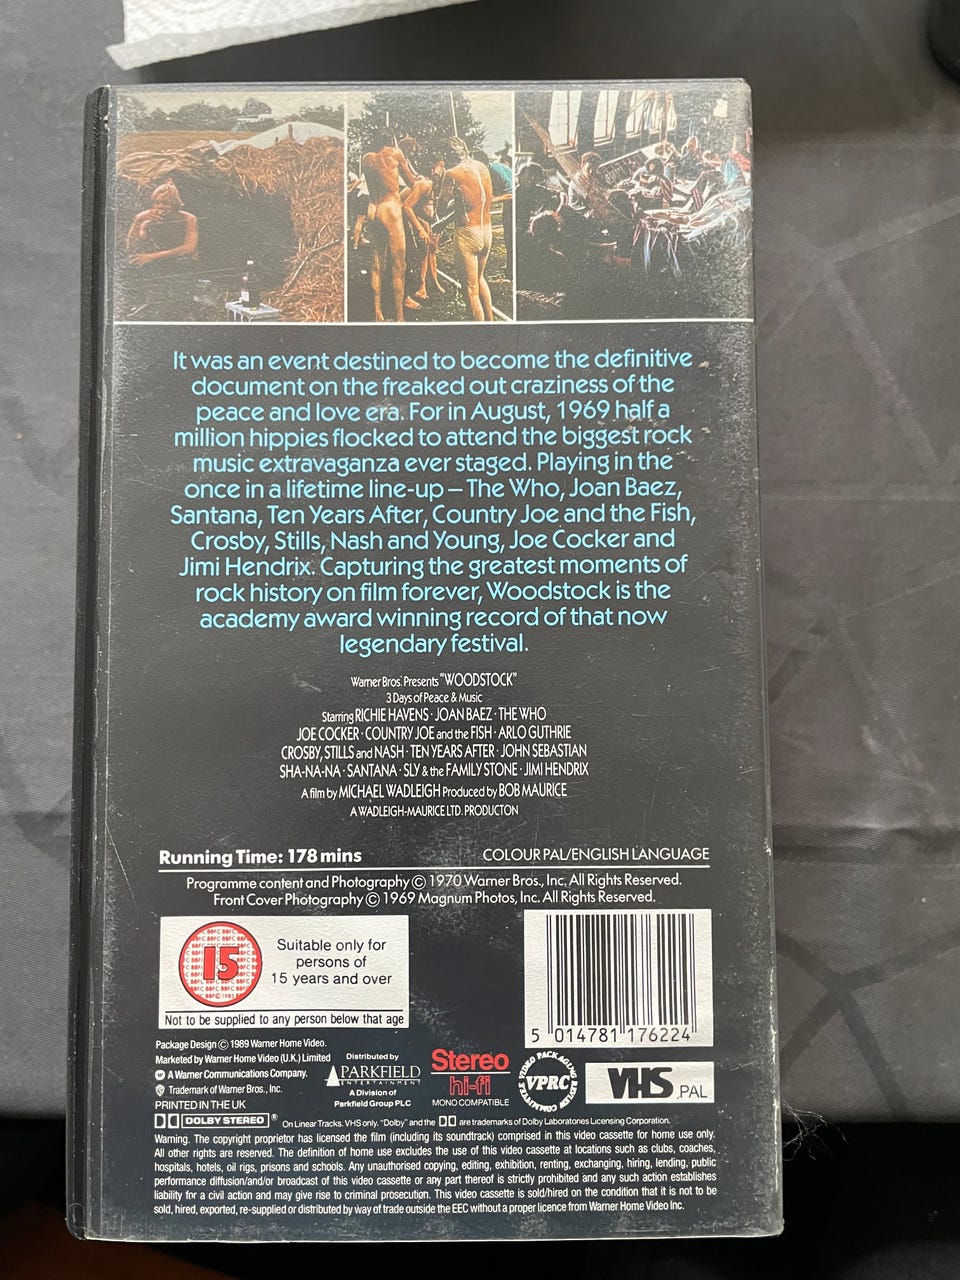 It was an event destined to become the definitive
document on the freaked out craziness of the
peace and love era. For in August, 1969 half a
million hippies flocked to attend the biggest rock
music extravaganza ever staged. Playing in the
once in a lifetime line-up – The Who, Joan Baez,
Santana, Ten Years After, Country Joe and the Fish,
Crosby, Stills, Nash and Young, Joe Cocker and
Jimi Hendrix. Capturing the greatest moments of
rock history on film forever, Woodstock is the
academy award winning record of that now
legendary festival.
Warner Bros. Presents "WOODSTOCK"
3 Days of Peace & Music
Starring RICHIE HAVENS · JOAN BAEZ · THE WHO
JOE COCKER · COUNTRY JOE and the FISH · ARLO GUTHRIE
CROSBY, STILLS and NASH · TEN YEARS AFTER · JOHN SEBASTIAN
SHA-NA-NA · SANTANA · SLY & the FAMILY STONE · JIMI HENDRIX
A film by MICHAEL WADLEIGH Produced by BOB MAURICE
A WADLEIGH-MAURICE LTD. PRODUCTON
Running Time: 178 mins COLOUR PAL/ENGLISH LANGUAGE
Programme content and Photography © 1970 Warner Bros., Inc. All Rights Reserved.
Front Cover Photography © 1969 Magnum Photos, Inc. All Rights Reserved.
15
Suitable only for
persons of
15 years and over
Not to be supplied to any person below that age
5 014781 176224
Package Design © 1989 Warner Home Video.
Marketed by Warner Home Video (U.K.) Limited
A Warner Communications Company.
Trademark of Warner Bros., Inc.
PRINTED IN THE UK
Distributed by
PARKFIELD
ENTERTAINMENT
A Division of
Parkfield Group PLC
Stereo
hi-fi
MONO COMPATIBLE
VIDEO PACKAGING REVIEW COMMITTEE
VPRC
VHS PAL
DOLBY STEREO ® On Linear Tracks. VHS only. "Dolby" and the DD are trademarks of Dolby Laboratories Licensing Corporation.
Warning. The copyright proprietor has licensed the film (including its soundtrack) comprised in this video cassette for home use only.
All other rights are reserved. The definition of home use excludes the use of this video cassette at locations such as clubs, coaches,
hospitals, hotels, oil rigs, prisons and schools. Any unauthorised copying, editing, exhibition, renting, exchanging, hiring, lending, public
performance diffusion/and/or broadcast of this video cassette or any part thereof is strictly prohibited and any such action establishes
liability for a civil action and may give rise to criminal prosecution. This video cassette is sold/hired on the condition that it is not to be
sold, hired, exported, re-supplied or distributed by way of trade outside the EEC without a proper licence from Warner Home Video Inc.